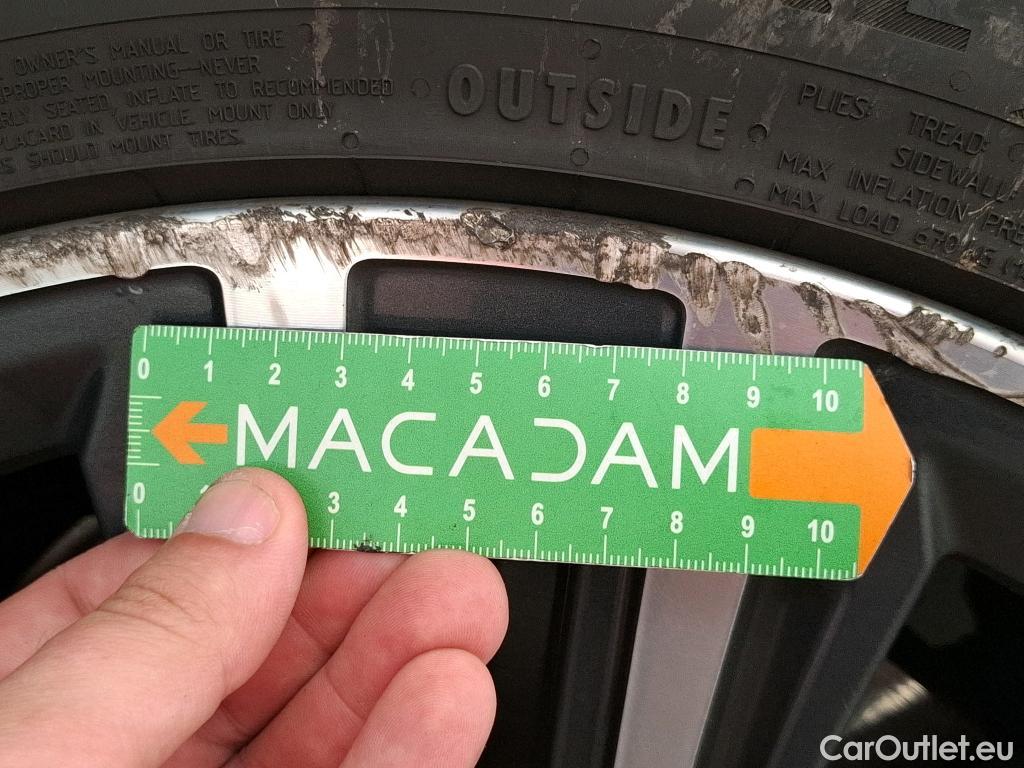 OWNER'S MANUAL OR TIRE
PROPER MOUNTING—NEVER
SEATED. INFLATE TO RECOMMENDED
PLACARD IN VEHICLE. MOUNT ONLY
SHOULD MOUNT TIRES.
OUTSIDE
PLIES: TREAD:
SIDEWALL:
MAX INFLATION
MAX LOAD 670
0 1 2 3 4 5 6 7 8 9 10
MACADAM
0 3 4 5 6 7 8 9 10
CarOutlet.eu